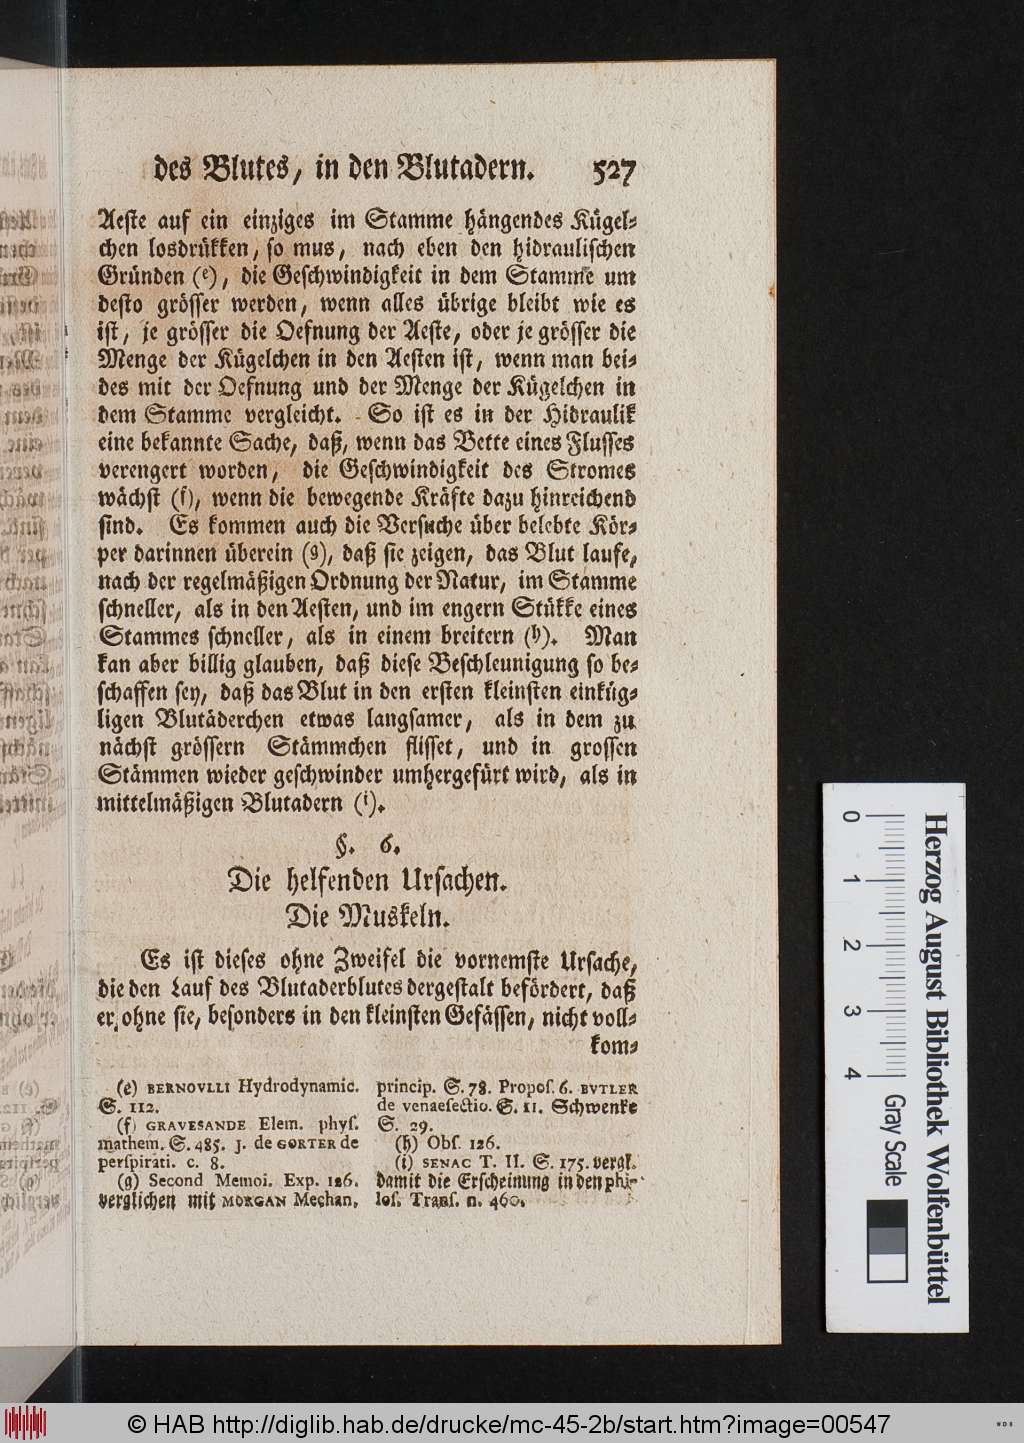 des Blutes, in den Blutadern. 527
Aeste auf ein einziges im Stamme hängendes Kügel-
chen losdrükken, so mus, nach eben den hidraulischen
Gründen (e), die Geschwindigkeit in dem Stamme um
desto grösser werden, wenn alles übrige bleibt wie es
ist, je grösser die Oefnung der Aeste, oder je grösser die
Menge der Kügelchen in den Aesten ist, wenn man bei-
des mit der Oefnung und der Menge der Kügelchen in
dem Stamme vergleicht. So ist es in der Hidraulik
eine bekannte Sache, daß, wenn das Bette eines Flusses
verengert worden, die Geschwindigkeit des Stromes
wächst (f), wenn die bewegende Kräfte dazu hinreichend
sind. Es kommen auch die Versuche über belebte Kör-
per darinnen überein (g), daß sie zeigen, das Blut laufe,
nach der regelmäßigen Ordnung der Natur, im Stamme
schneller, als in den Aesten, und im engern Stükke eines
Stammes schneller, als in einem breitern (h). Man
kan aber billig glauben, daß diese Beschleunigung so be-
schaffen sey, daß das Blut in den ersten kleinsten einküg-
ligen Blutäderchen etwas langsamer, als in dem zu
nächst grössern Stämmchen flisset, und in grossen
Stämmen wieder geschwinder umhergefürt wird, als in
mittelmäßigen Blutadern (i).
§. 6.
Die helfenden Ursachen.
Die Muskeln.
Es ist dieses ohne Zweifel die vornemste Ursache,
die den Lauf des Blutaderblutes dergestalt befördert, daß
er, ohne sie, besonders in den kleinsten Gefässen, nicht voll-
kom-
(e) BERNOVLLI Hydrodynamic.
S. 112.
(f) GRAVESANDE Elem. phys.
mathem. S. 485. J. de GORTER de
perspirati. c. 8.
(g) Second Memoi. Exp. 126.
verglichen mit MORGAN Mechan.
princip. S. 78. Propos. 6. BVTLER
de venaesectio. S. 11. Schwenke
S. 29.
(h) Obs. 126.
(i) SENAC T. II. S. 175. vergl.
damit die Erscheinung in den phi-
los. Trans. n. 460.
0 1 2 3 4
Herzog August Bibliothek Wolfenbüttel
Gray Scale
© HAB http://diglib.hab.de/drucke/mc-45-2b/start.htm?image=00547